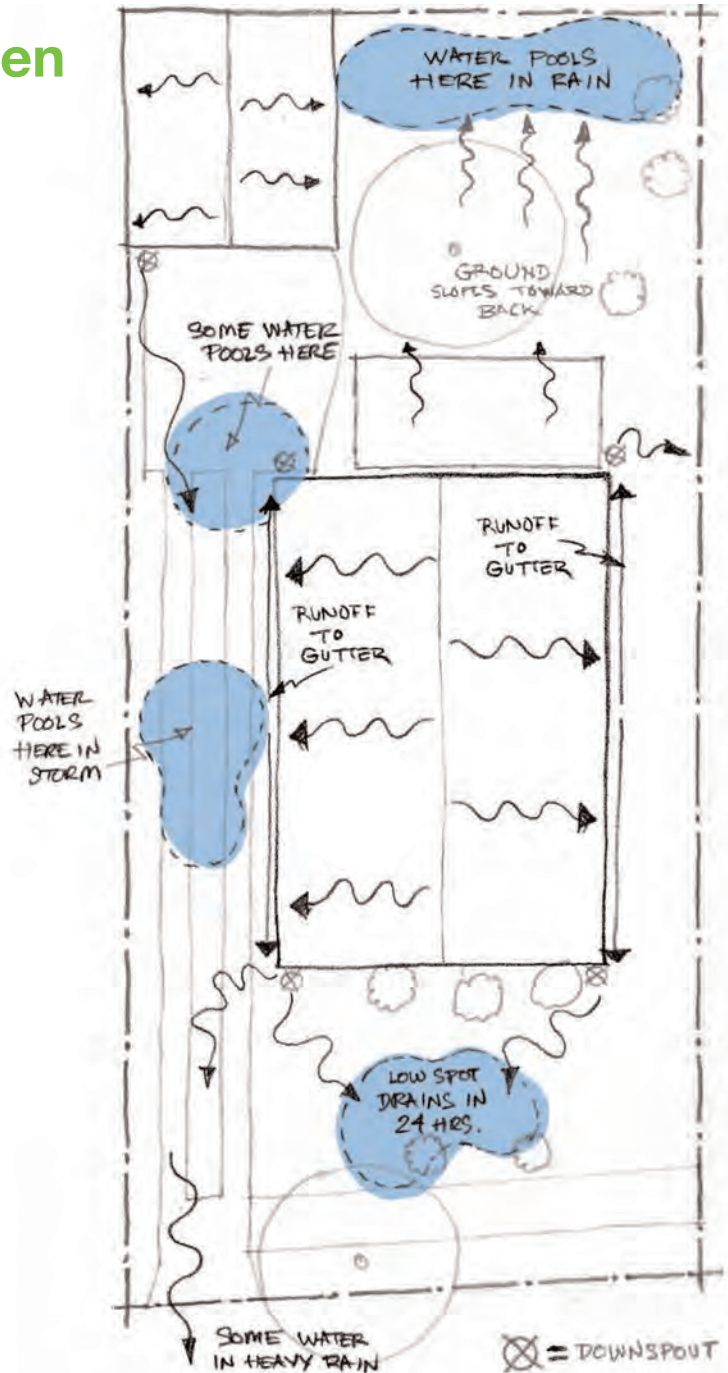 en
WATER POOLS
HERE IN RAIN
GROUND
SLOPES TOWARD
BACK
SOME WATER
POOLS HERE
RUNOFF
TO
GUTTER
RUNOFF
TO
GUTTER
WATER
POOLS
HERE IN
STORM
LOW SPOT
DRAINS IN
24 HRS.
SOME WATER
IN HEAVY RAIN
= DOWNSPOUT